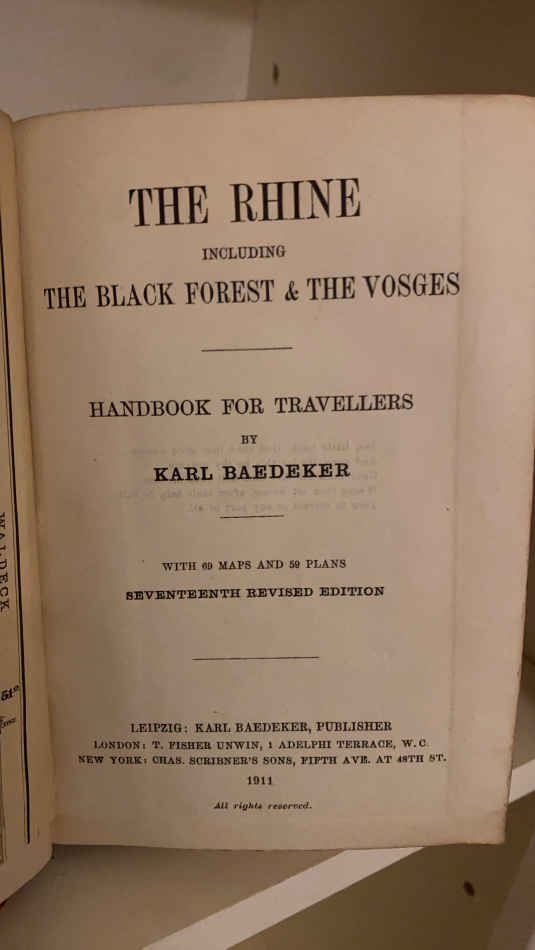 THE RHINE
INCLUDING
THE BLACK FOREST & THE VOSGES
HANDBOOK FOR TRAVELLERS
BY
KARL BAEDEKER
WITH 69 MAPS AND 59 PLANS
SEVENTEENTH REVISED EDITION
LEIPZIG: KARL BAEDEKER, PUBLISHER
LONDON: T. FISHER UNWIN, 1 ADELPHI TERRACE, W.C.
NEW YORK: CHAS. SCRIBNER'S SONS, FIFTH AVE. AT 48TH ST.
1911
All rights reserved.
WALDECK